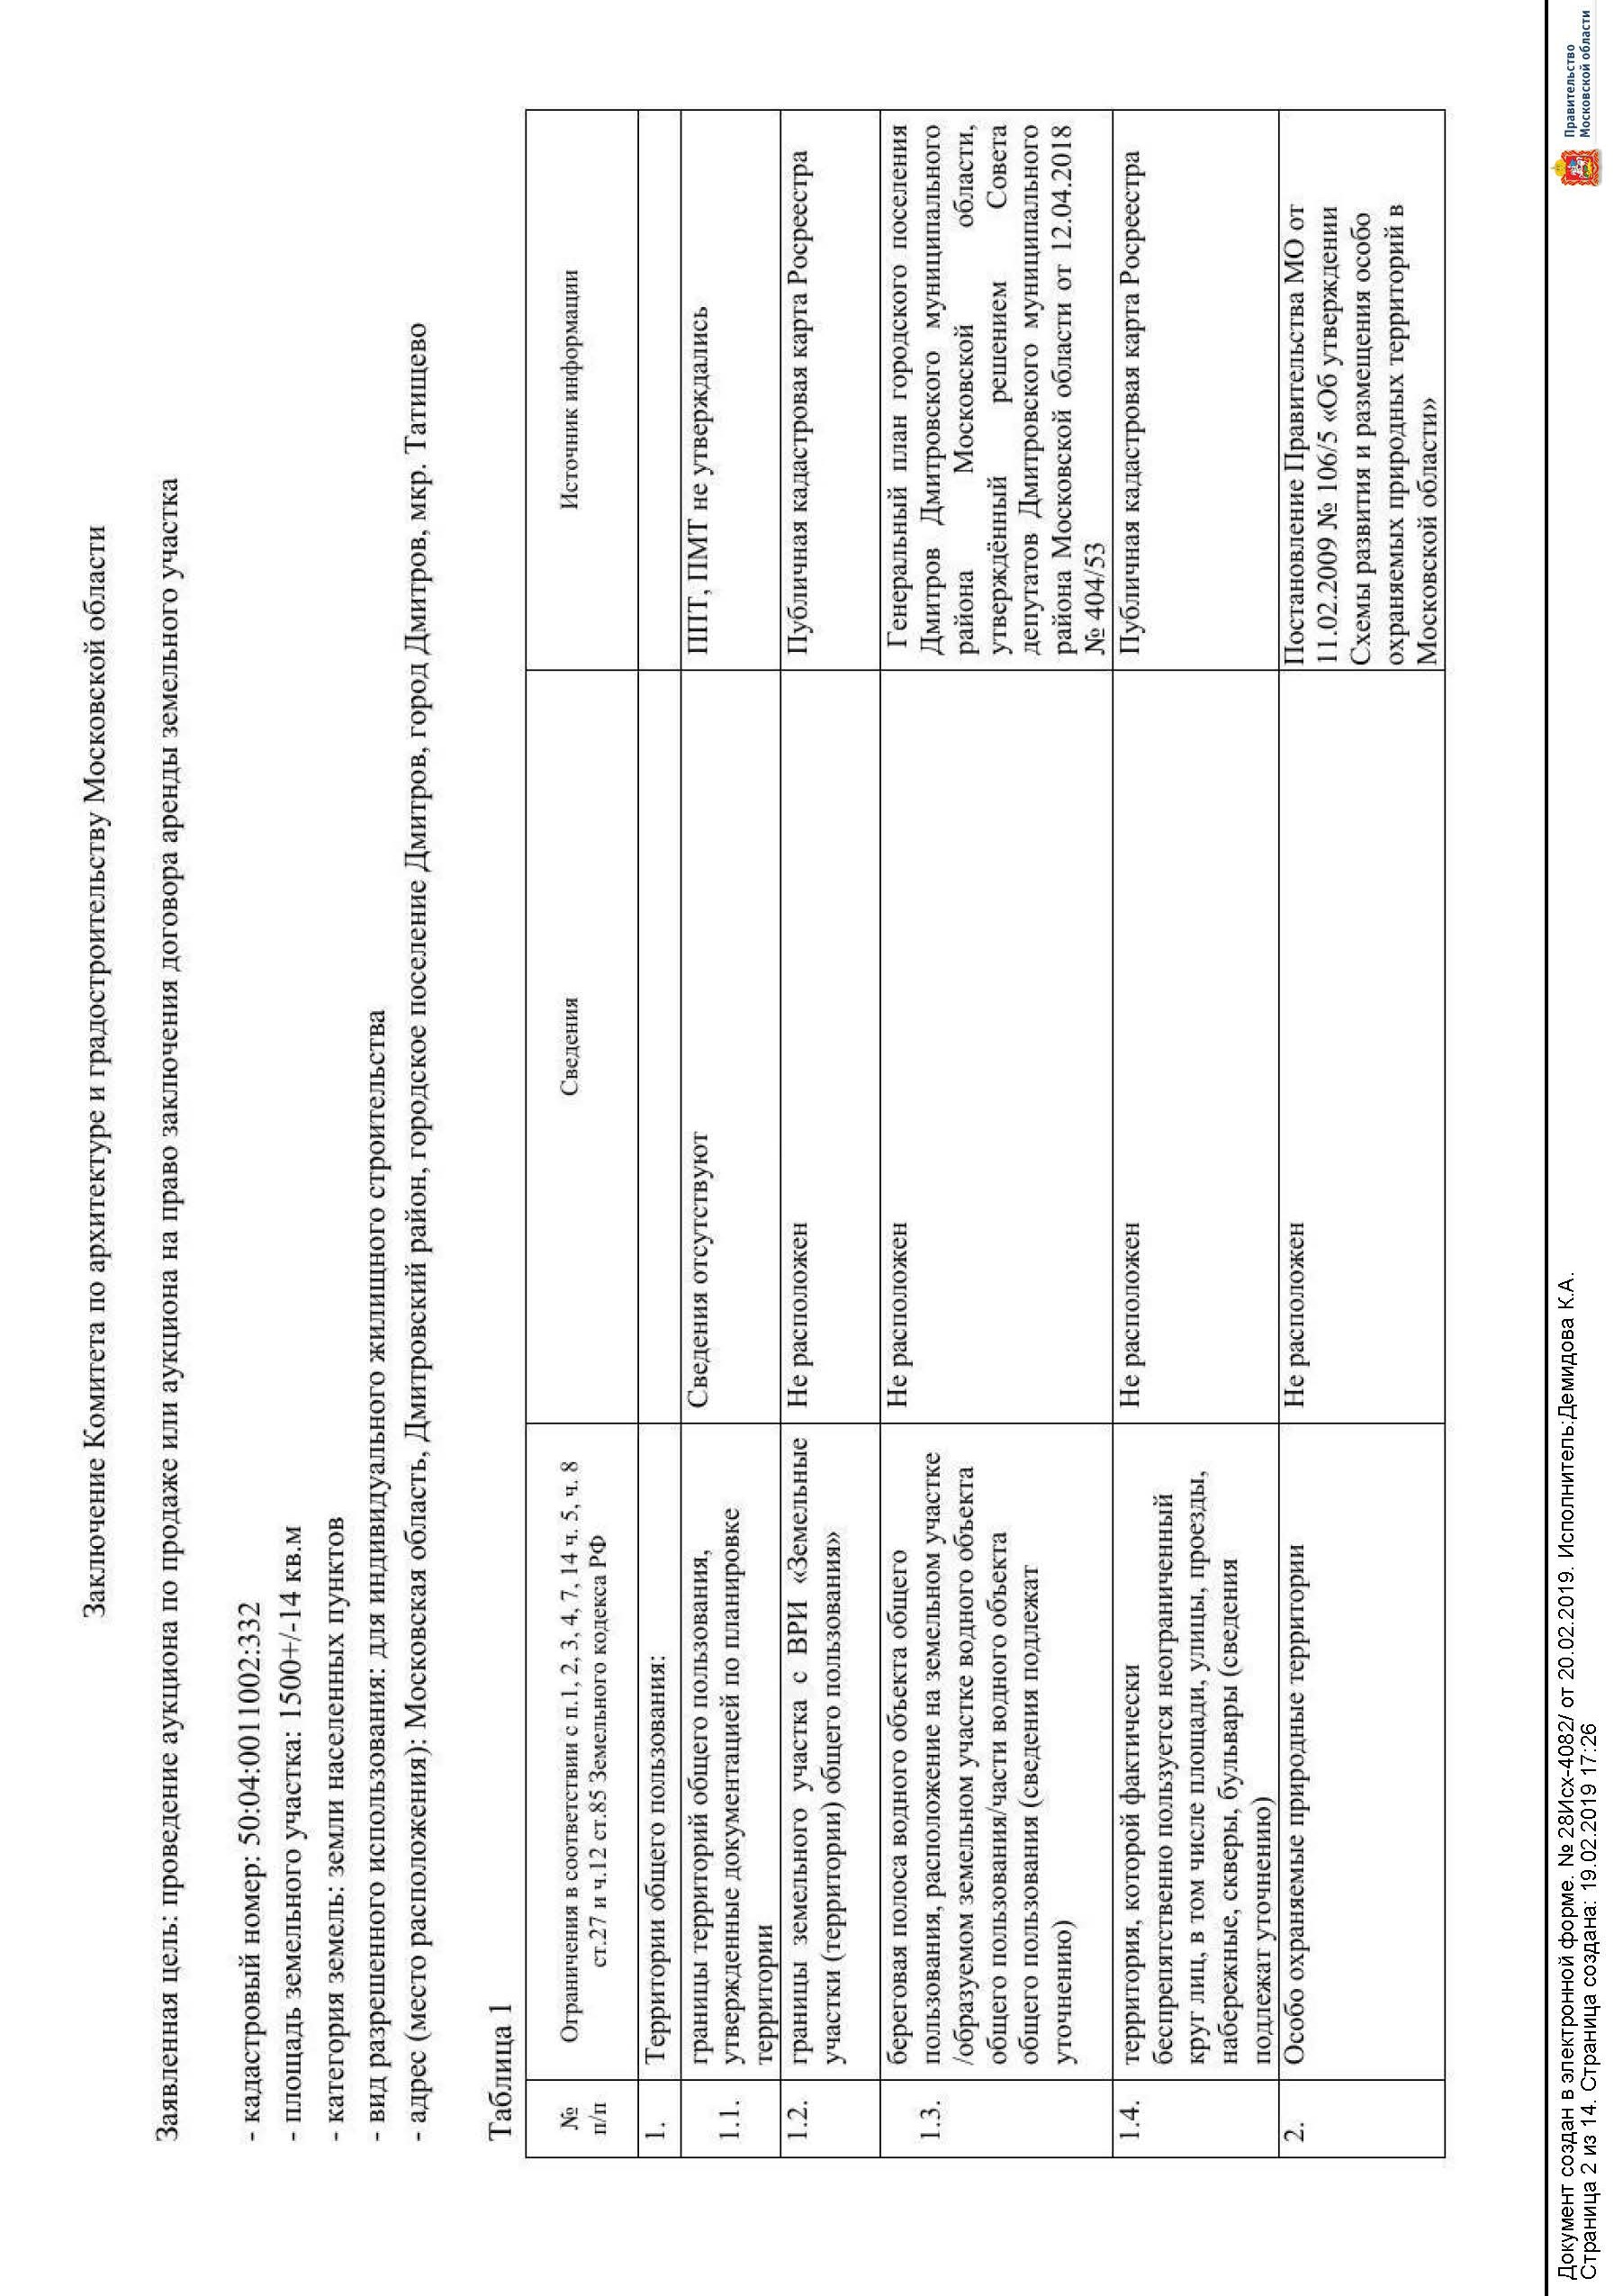 Заключение Комитета по архитектуре и градостроительству Московской области
Заявленная цель: проведение аукциона по продаже или аукциона на право заключения договора аренды земельного участка
- кадастровый номер: 50:04:0011002:332
- площадь земельного участка: 1500+/-14 кв.м
- категория земель: земли населенных пунктов
- вид разрешенного использования: для индивидуального жилищного строительства
- адрес (место расположения): Московская область, Дмитровский район, городское поселение Дмитров, город Дмитров, мкр. Татищево
Таблица 1
№
п/п
Ограничения в соответствии с п.1, 2, 3, 4, 7, 14 ч. 5, ч. 8
ст.27 и ч.12 ст.85 Земельного кодекса РФ
Сведения
Источник информации
1.
Территории общего пользования:
1.1.
границы территорий общего пользования,
утвержденные документацией по планировке
территории
Сведения отсутствуют
ППТ, ПМТ не утверждались
1.2.
границы земельного участка с ВРИ «Земельные
участки (территории) общего пользования»
Не расположен
Публичная кадастровая карта Росреестра
1.3.
береговая полоса водного объекта общего
пользования, расположение на земельном участке
/образуемом земельном участке водного объекта
общего пользования/части водного объекта
общего пользования (сведения подлежат
уточнению)
Не расположен
Генеральный план городского поселения
Дмитров Дмитровского муниципального
района Московской области,
утверждённый решением Совета
депутатов Дмитровского муниципального
района Московской области от 12.04.2018
№ 404/53
1.4.
территория, которой фактически
беспрепятственно пользуется неограниченный
круг лиц, в том числе площади, улицы, проезды,
набережные, скверы, бульвары (сведения
подлежат уточнению)
Не расположен
Публичная кадастровая карта Росреестра
2.
Особо охраняемые природные территории
Не расположен
Постановление Правительства МО от
11.02.2009 № 106/5 «Об утверждении
Схемы развития и размещения особо
охраняемых природных территорий в
Московской области»
Документ создан в электронной форме. № 28Исх-4082/ от 20.02.2019. Исполнитель:Демидова К.А.
Страница 2 из 14. Страница создана: 19.02.2019 17:26
Правительство
Московской области